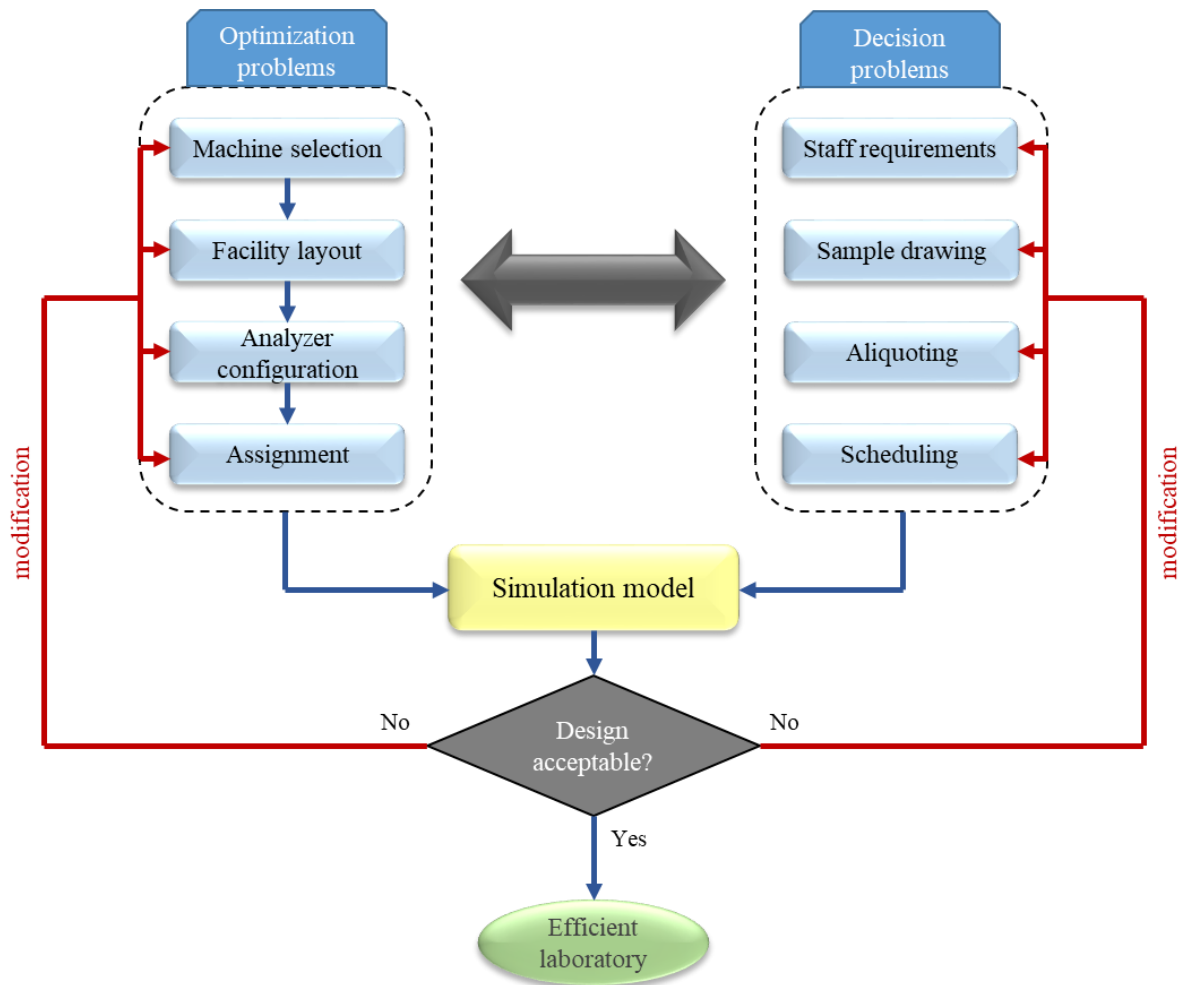 Optimization
problems
Decision
problems
Machine selection
Facility layout
Analyzer
configuration
Assignment
Staff requirements
Sample drawing
Aliquoting
Scheduling
modification
modification
Simulation model
No
No
Design
acceptable?
Yes
Efficient
laboratory